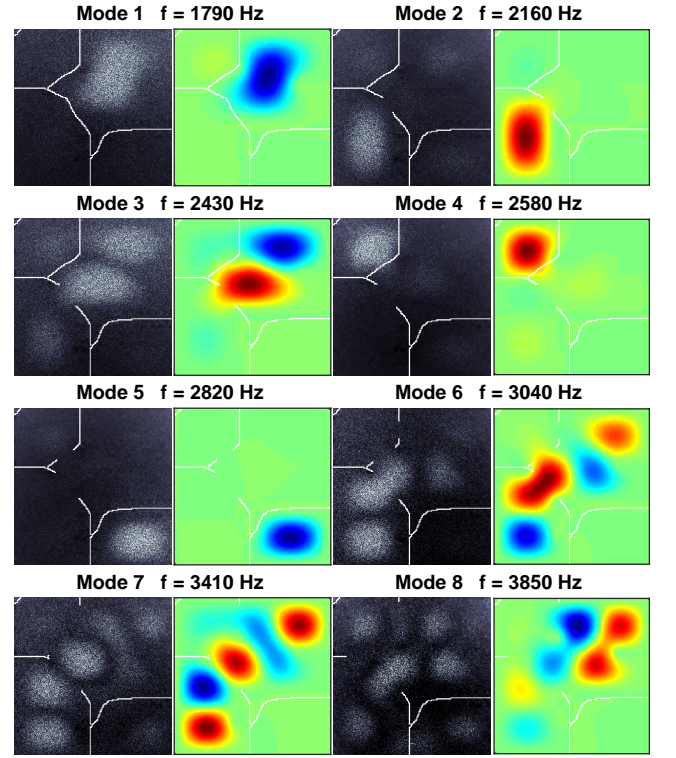 Mode 1 f = 1790 Hz
Mode 2 f = 2160 Hz
Mode 3 f = 2430 Hz
Mode 4 f = 2580 Hz
Mode 5 f = 2820 Hz
Mode 6 f = 3040 Hz
Mode 7 f = 3410 Hz
Mode 8 f = 3850 Hz